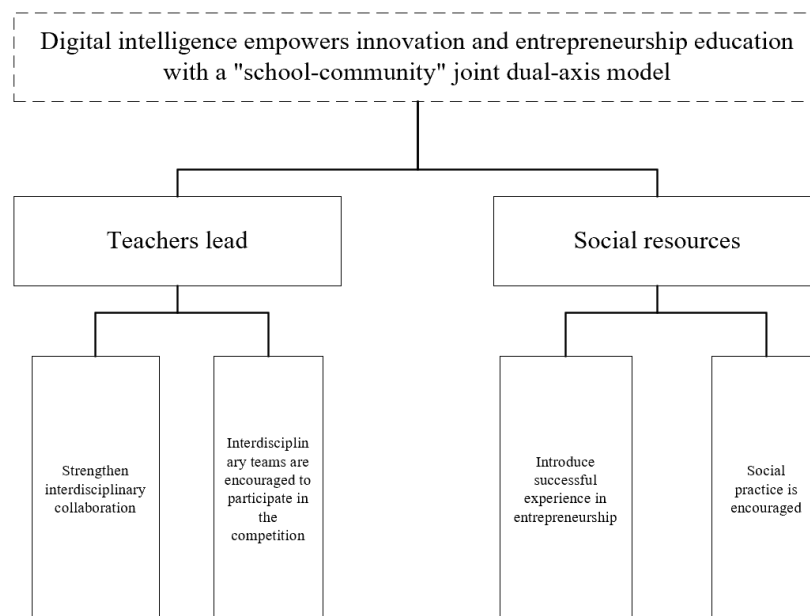 Digital intelligence empowers innovation and entrepreneurship education
with a "school-community" joint dual-axis model
Teachers lead
Social resources
Strengthen
interdisciplinary
collaboration
Interdisciplin
ary teams are
encouraged to
participate in
the
competition
Introduce
successful
experience in
entrepreneurship
Social
practice is
encouraged